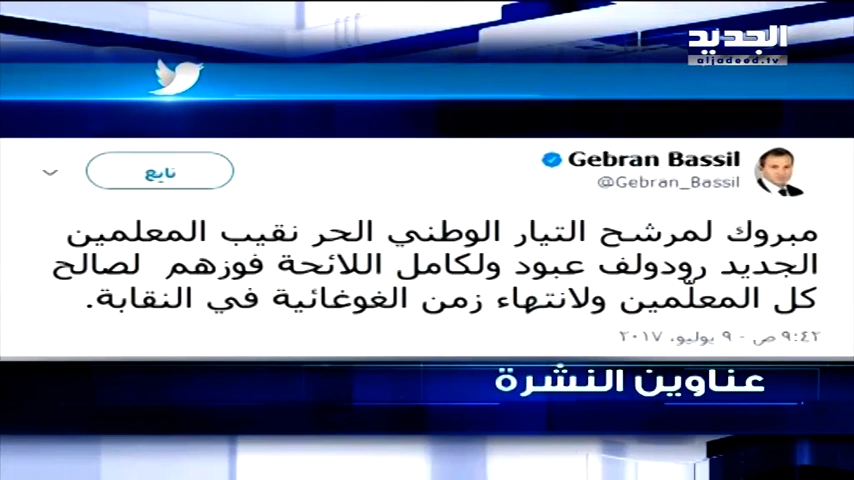 الجديد
aljadeed.tv
Gebran Bassil
@Gebran_Bassil
تابع
مبروك لمرشح التيار الوطني الحر نقيب المعلمين
الجديد رودولف عبود ولكامل اللائحة فوزهم لصالح
كل المعلّمين ولانتهاء زمن الغوغائية في النقابة.
٩:٤٢ ص - ٩ يوليو، ٢٠١٧
عناوين النشرة